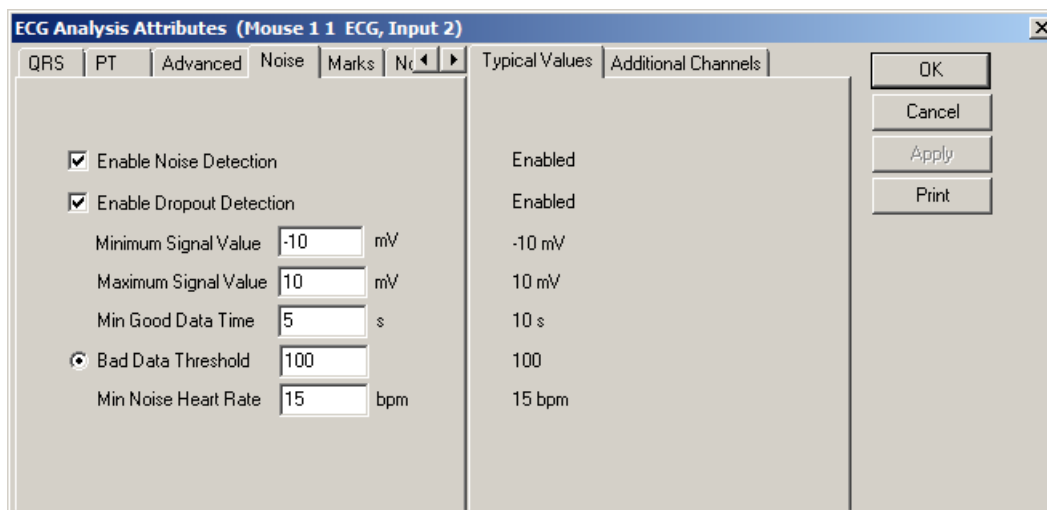 ECG Analysis Attributes (Mouse 1 1 ECG, Input 2)
QRS PT Advanced Noise Marks
Typical Values Additional Channels
OK
Cancel
Apply
Print
Enable Noise Detection Enabled
Enable Dropout Detection Enabled
Minimum Signal Value -10 mV -10 mV
Maximum Signal Value 10 mV 10 mV
Min Good Data Time 5 s 10 s
Bad Data Threshold 100 100
Min Noise Heart Rate 15 bpm 15 bpm